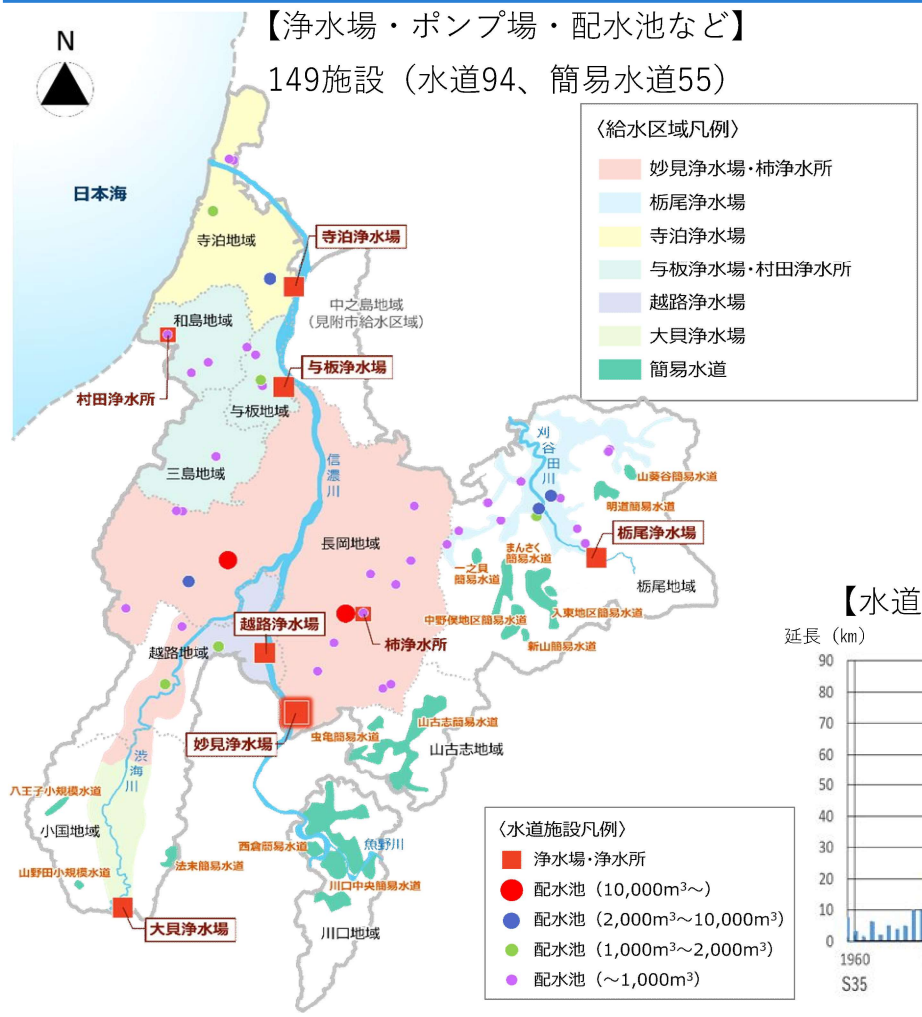 【浄水場・ポンプ場・配水池など】
149施設（水道94、簡易水道55）
N
日本海
〈給水区域凡例〉
妙見浄水場・柿浄水所
栃尾浄水場
寺泊浄水場
与板浄水場・村田浄水所
越路浄水場
大貝浄水場
簡易水道
寺泊地域
寺泊浄水場
中之島地域
（見附市給水区域）
和島地域
与板浄水場
村田浄水所
与板地域
三島地域
信濃川
長岡地域
刈谷田川
山葵谷簡易水道
明道簡易水道
栃尾浄水場
まんさく
簡易水道
一之貝
簡易水道
栃尾地域
中野俣地区簡易水道
入東地区簡易水道
新山簡易水道
越路浄水場
柿浄水所
越路地域
妙見浄水場
虫亀簡易水道
山古志簡易水道
山古志地域
渋海川
八王子小規模水道
小国地域
山野田小規模水道
法末簡易水道
大貝浄水場
西倉簡易水道
魚野川
川口中央簡易水道
川口地域
〈水道施設凡例〉
浄水場・浄水所
配水池（10,000m³～）
配水池（2,000m³～10,000m³）
配水池（1,000m³～2,000m³）
配水池（～1,000m³）
【水道
延長（km）
90
80
70
60
50
40
30
20
10
0
1960
S35